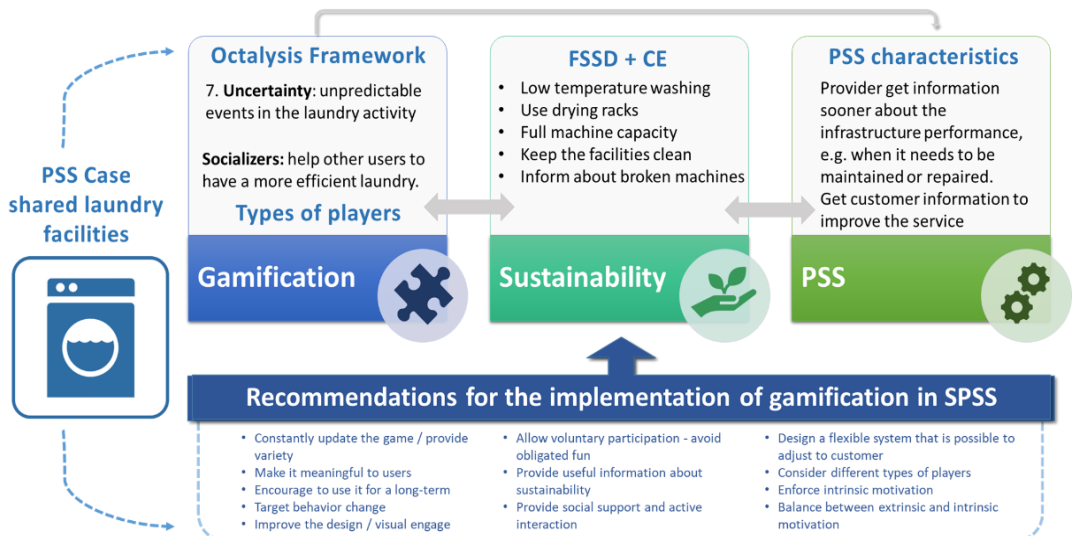 PSS Case
shared laundry
facilities
Octalysis Framework
7. Uncertainty: unpredictable
events in the laundry activity
Socializers: help other users to
have a more efficient laundry.
Types of players
Gamification
FSSD + CE
• Low temperature washing
• Use drying racks
• Full machine capacity
• Keep the facilities clean
• Inform about broken machines
Sustainability
PSS characteristics
Provider get information
sooner about the
infrastructure performance,
e.g. when it needs to be
maintained or repaired.
Get customer information to
improve the service
PSS
Recommendations for the implementation of gamification in SPSS
• Constantly update the game / provide
variety
• Make it meaningful to users
• Encourage to use it for a long-term
• Target behavior change
• Improve the design / visual engage
• Allow voluntary participation - avoid
obligated fun
• Provide useful information about
sustainability
• Provide social support and active
interaction
• Design a flexible system that is possible to
adjust to customer
• Consider different types of players
• Enforce intrinsic motivation
• Balance between extrinsic and intrinsic
motivation